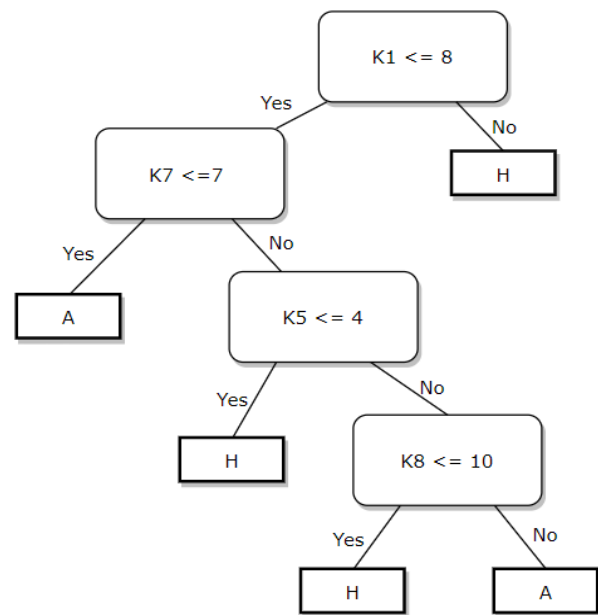 K1 <= 8
Yes
No
K7 <=7
H
Yes
No
A
K5 <= 4
Yes
No
H
K8 <= 10
Yes
No
H
A